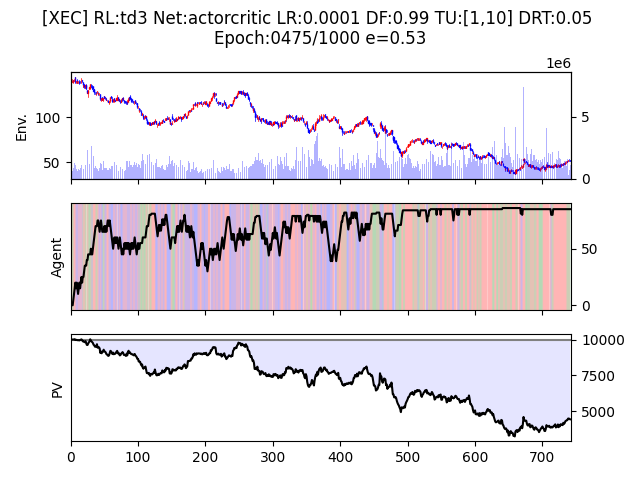 [XEC] RL:td3 Net:actorcritic LR:0.0001 DF:0.99 TU:[1,10] DRT:0.05
Epoch:0475/1000 e=0.53
1e6
Env.
100
50
5
0
Agent
50
0
PV
10000
7500
5000
0 100 200 300 400 500 600 700